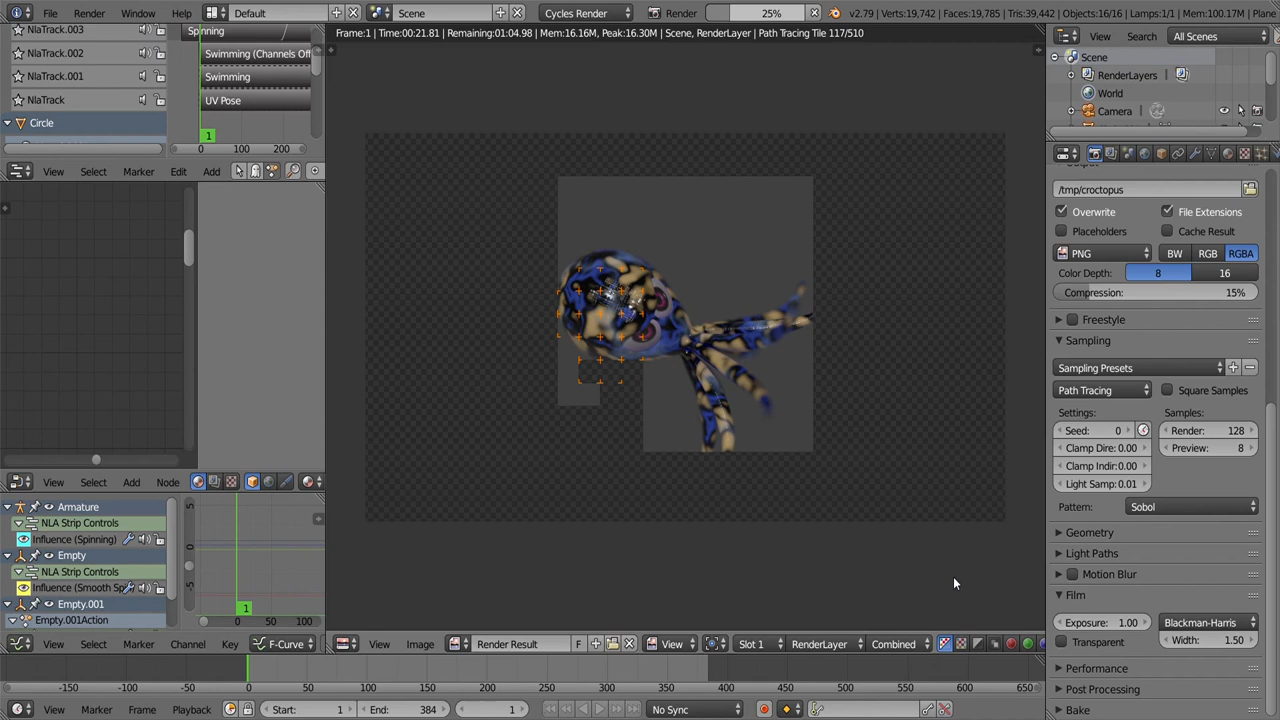 File Render Window Help Default Scene Cycles Render Render 25% v2.79 | Verts:19,742 | Faces:19,785 | Tris:39,442 | Objects:16/16 | Lamps:1/1 | Mem:100.17M | Plane
NlaTrack.003 Spinning Frame:1 | Time:00:21.81 | Remaining:01:04.98 | Mem:16.16M, Peak:16.30M | Scene, RenderLayer | Path Tracing Tile 117/510 View Search All Scenes
NlaTrack.002 Swimming (Channels Off Scene
NlaTrack.001 Swimming RenderLayers
NlaTrack UV Pose World
Circle Camera
1
0 100 200
View Select Marker Edit Add
Output
/tmp/croctopus
Overwrite File Extensions
Placeholders Cache Result
PNG BW RGB RGBA
Color Depth: 8 16
Compression: 15%
Freestyle
Sampling
Sampling Presets
Path Tracing Square Samples
Settings: Samples:
Seed: 0 Render: 128
Clamp Dire: 0.00 Preview: 8
Clamp Indir: 0.00
Light Samp: 0.01
Pattern: Sobol
Geometry
Light Paths
Motion Blur
Film
Exposure: 1.00 Blackman-Harris
Transparent Width: 1.50
Performance
Post Processing
Bake
View Select Add Node
Armature 5
NLA Strip Controls
Influence (Spinning) 0
Empty
NLA Strip Controls -5
Influence (Smooth Sp
Empty.001 1
Empty.001Action 0 50 100
View Select Marker Channel Key F-Curve View Image Render Result F View Slot 1 RenderLayer Combined
-150 -100 -50 0 50 100 150 200 250 300 350 400 450 500 550 600 650
View Marker Frame Playback Start: 1 End: 384 1 No Sync